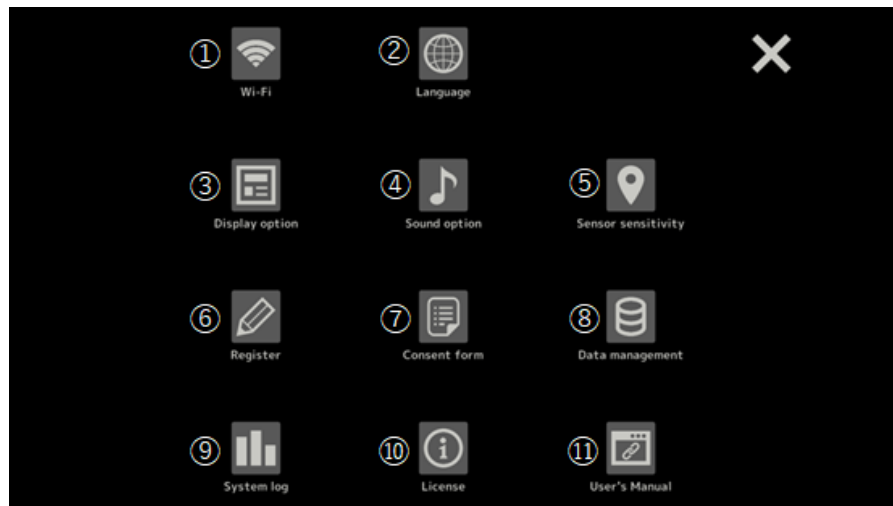 ① ②
Wi-Fi Language
③ ④ ⑤
Display option Sound option Sensor sensitivity
⑥ ⑦ ⑧
Register Consent form Data management
⑨ ⑩ ⑪
System log License User's Manual